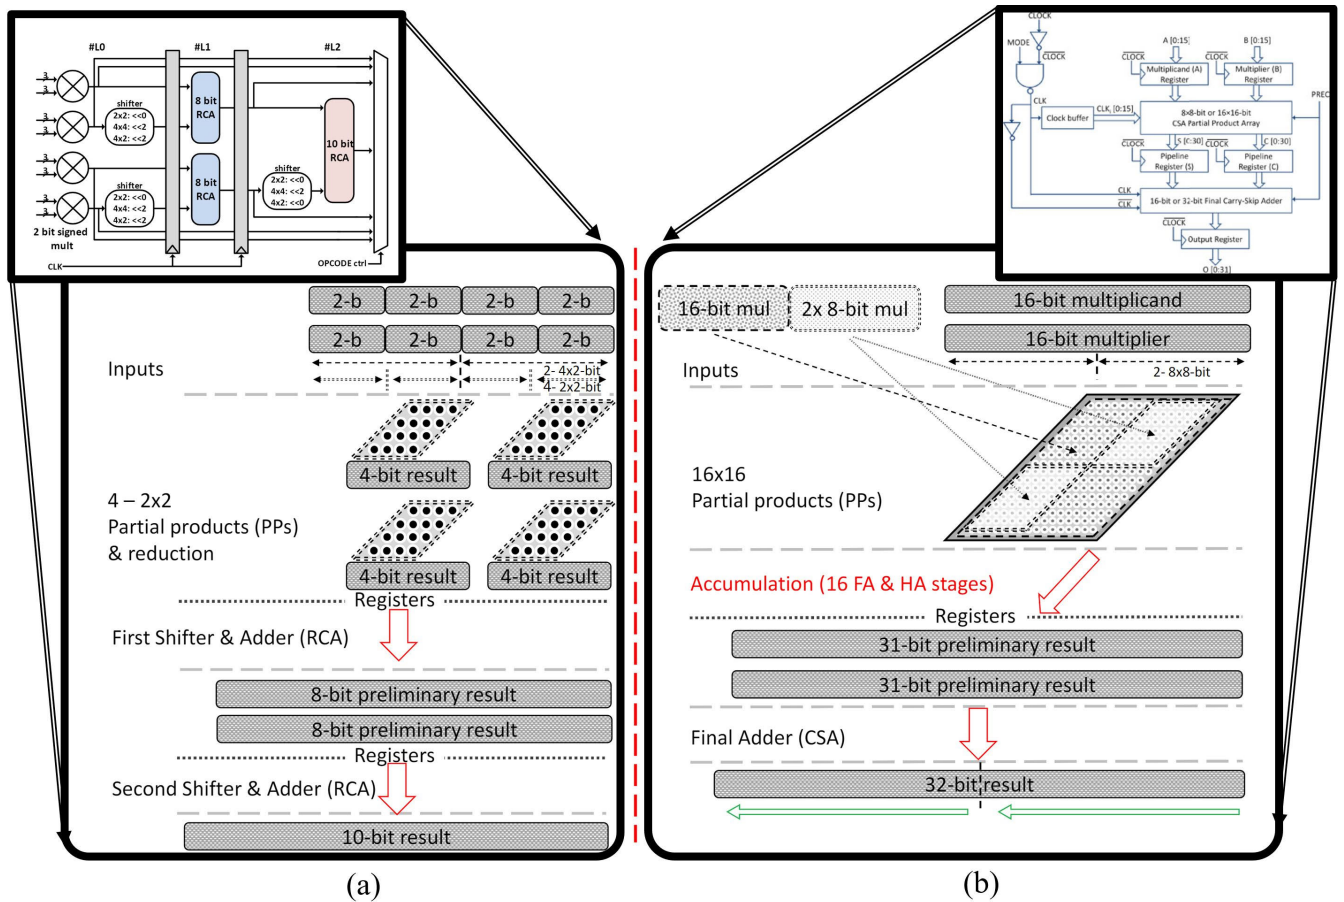 #L0
#L1
#L2
3
3
3
3
3
3
3
3
shifter
2x2: <<0
4x4: <<2
4x2: <<2
shifter
2x2: <<0
4x4: <<2
4x2: <<2
8 bit
RCA
8 bit
RCA
shifter
2x2: <<0
4x4: <<2
4x2: <<0
10 bit
RCA
2 bit signed
mult
CLK
OPCODE ctrl
2-b
2-b
2-b
2-b
2-b
2-b
2-b
2-b
Inputs
2- 4x2-bit
4- 2x2-bit
4-bit result
4-bit result
4 – 2x2
Partial products (PPs)
& reduction
4-bit result
4-bit result
Registers
First Shifter & Adder (RCA)
8-bit preliminary result
8-bit preliminary result
Registers
Second Shifter & Adder (RCA)
10-bit result
(a)
CLOCK
MODE
CLOCK
A [0:15]
B [0:15]
CLOCK
CLOCK
Multiplicand (A)
Register
Multiplier (B)
Register
PREC
CLK
Clock buffer
CLK, [0:15]
8×8-bit or 16×16-bit
CSA Partial Product Array
CLOCK
S [C:30]
CLOCK
C [0:30]
Pipeline
Register (S)
Pipeline
Register (C)
CLK
CLK
16-bit or 32-bit Final Carry-Skip Adder
CLOCK
Output Register
O [0:31]
16-bit mul
2x 8-bit mul
16-bit multiplicand
16-bit multiplier
Inputs
2- 8x8-bit
16x16
Partial products (PPs)
Accumulation (16 FA & HA stages)
Registers
31-bit preliminary result
31-bit preliminary result
Final Adder (CSA)
32-bit result
(b)